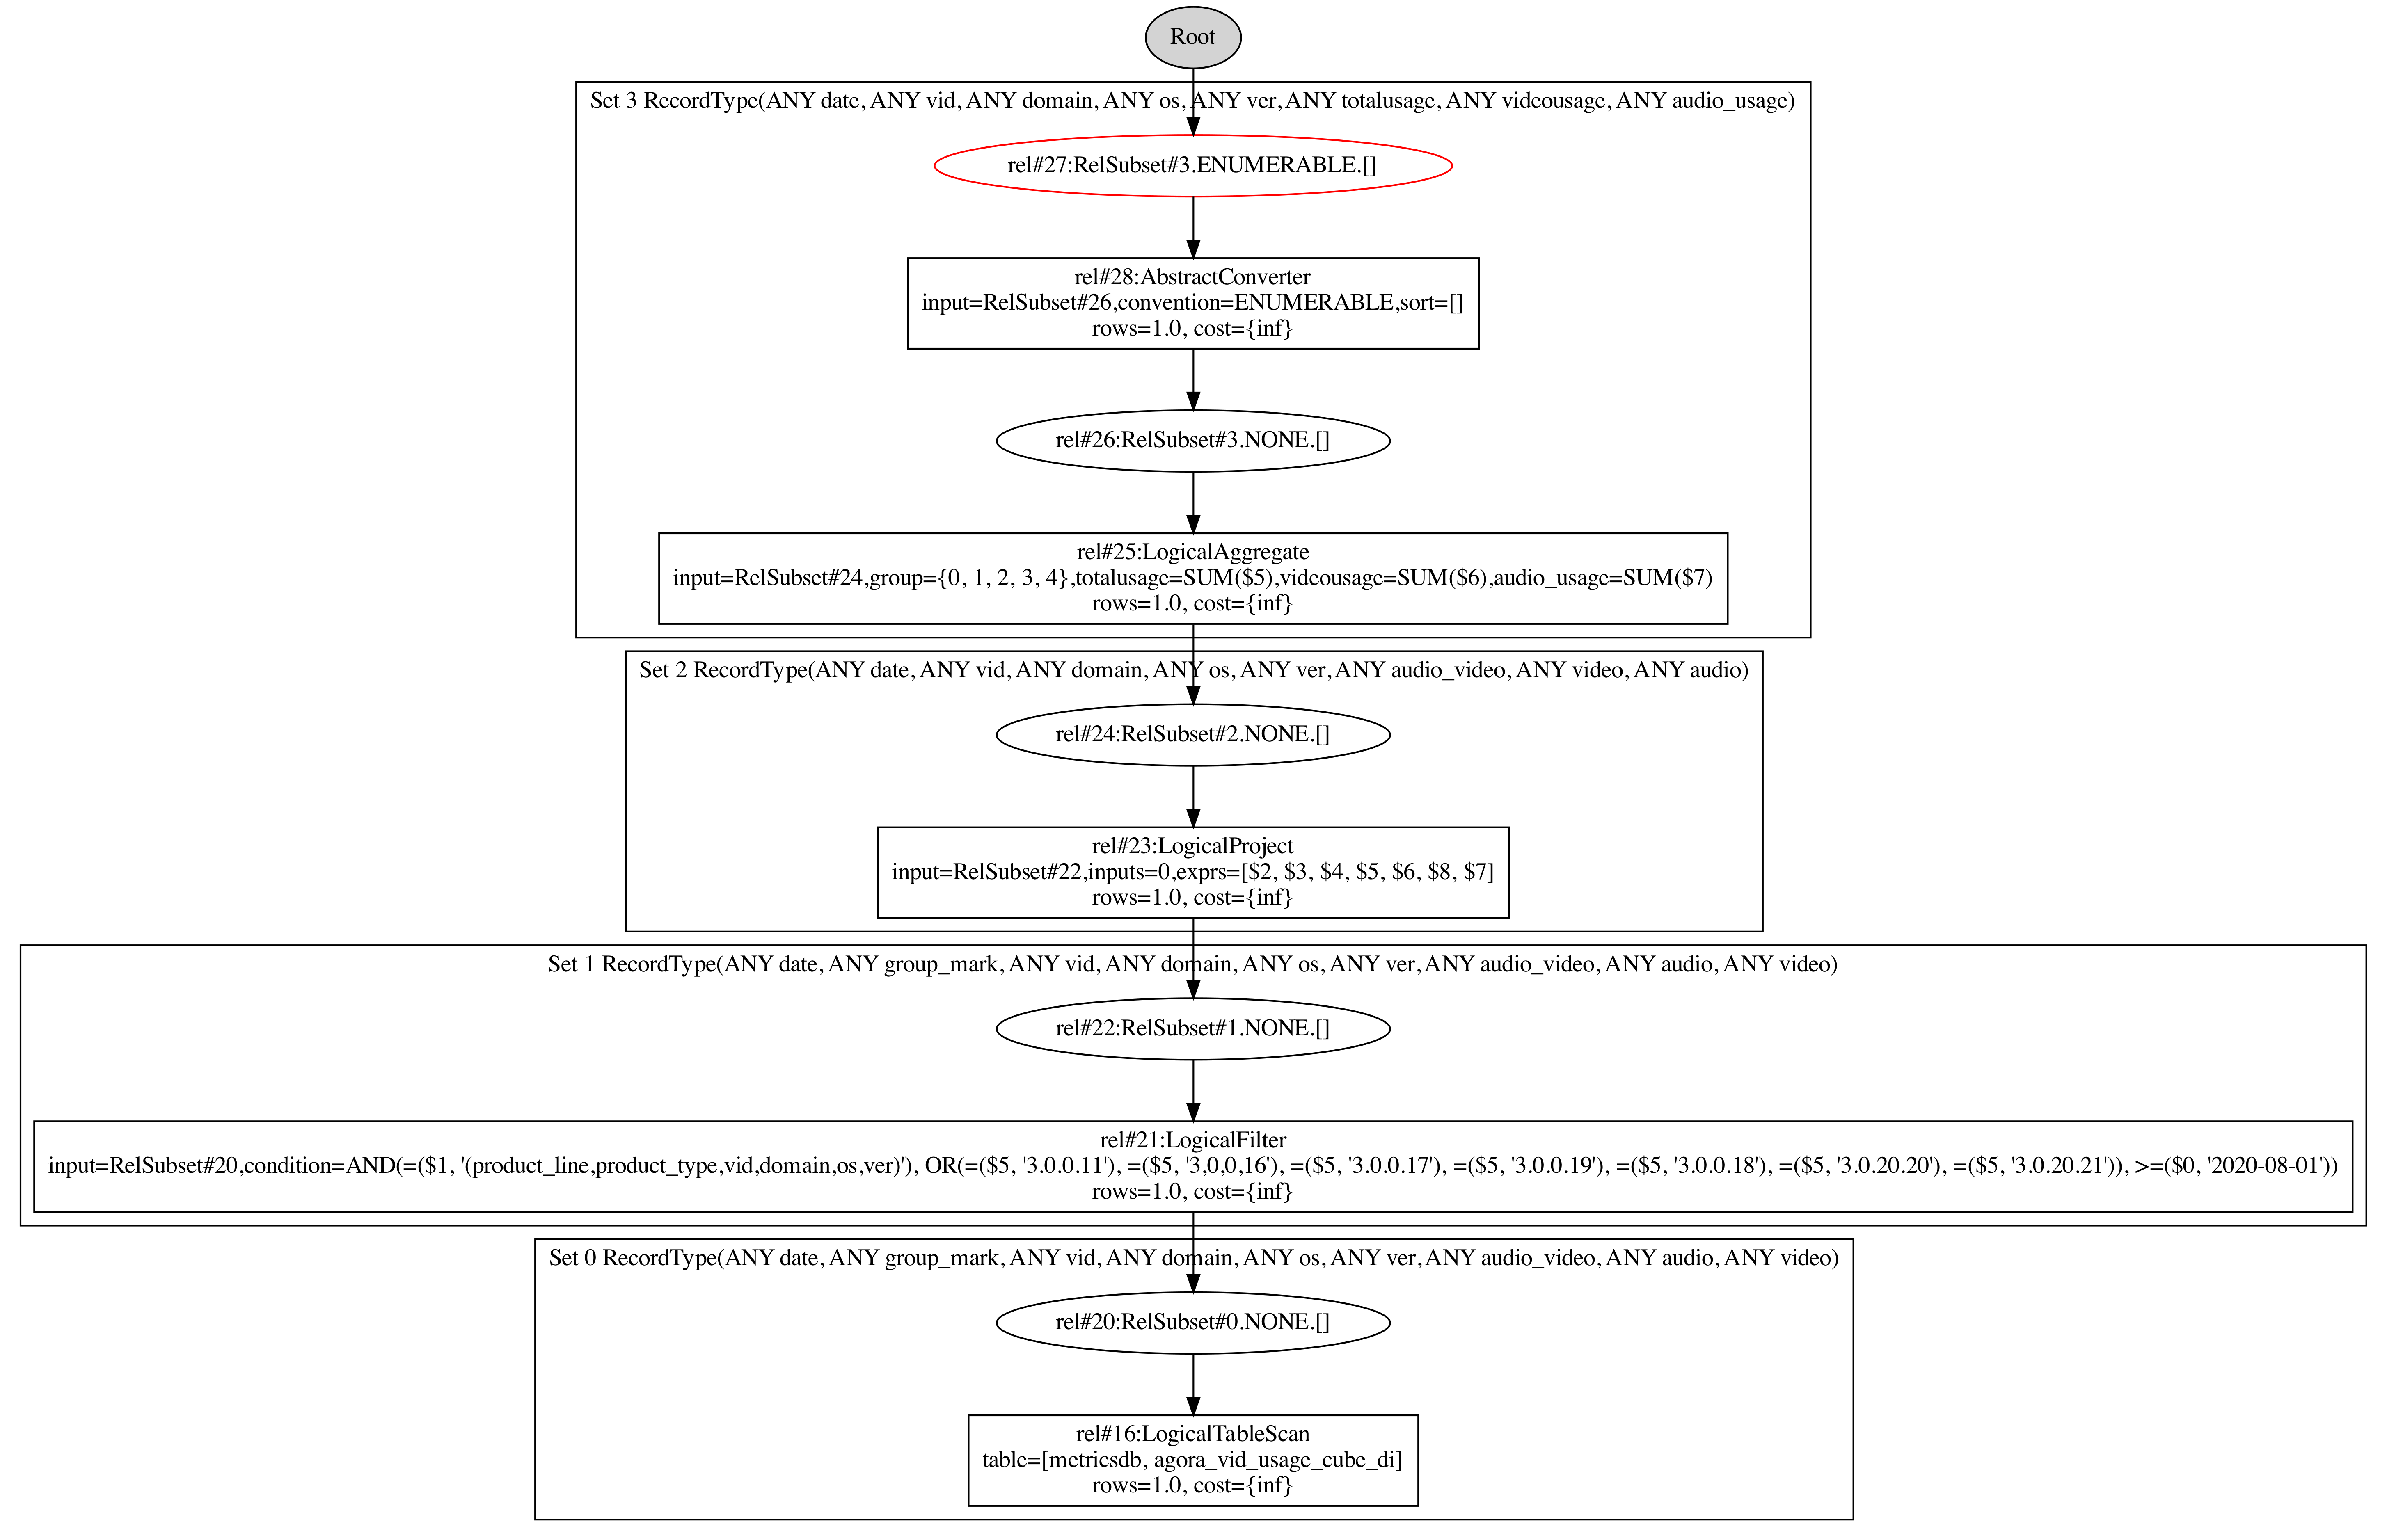 Root
Set 3 RecordType(ANY date, ANY vid, ANY domain, ANY os, ANY ver, ANY totalusage, ANY videousage, ANY audio_usage)
rel#27:RelSubset#3.ENUMERABLE.[]
rel#28:AbstractConverter
input=RelSubset#26,convention=ENUMERABLE,sort=[]
rows=1.0, cost={inf}
rel#26:RelSubset#3.NONE.[]
rel#25:LogicalAggregate
input=RelSubset#24,group={0, 1, 2, 3, 4},totalusage=SUM($5),videousage=SUM($6),audio_usage=SUM($7)
rows=1.0, cost={inf}
Set 2 RecordType(ANY date, ANY vid, ANY domain, ANY os, ANY ver, ANY audio_video, ANY video, ANY audio)
rel#24:RelSubset#2.NONE.[]
rel#23:LogicalProject
input=RelSubset#22,inputs=0,exprs=[$2, $3, $4, $5, $6, $8, $7]
rows=1.0, cost={inf}
Set 1 RecordType(ANY date, ANY group_mark, ANY vid, ANY domain, ANY os, ANY ver, ANY audio_video, ANY audio, ANY video)
rel#22:RelSubset#1.NONE.[]
rel#21:LogicalFilter
input=RelSubset#20,condition=AND(=($1, '(product_line,product_type,vid,domain,os,ver)'), OR(=($5, '3.0.0.11'), =($5, '3,0,0,16'), =($5, '3.0.0.17'), =($5, '3.0.0.19'), =($5, '3.0.0.18'), =($5, '3.0.20.20'), =($5, '3.0.20.21')), >=($0, '2020-08-01'))
rows=1.0, cost={inf}
Set 0 RecordType(ANY date, ANY group_mark, ANY vid, ANY domain, ANY os, ANY ver, ANY audio_video, ANY audio, ANY video)
rel#20:RelSubset#0.NONE.[]
rel#16:LogicalTableScan
table=[metricsdb, agora_vid_usage_cube_di]
rows=1.0, cost={inf}